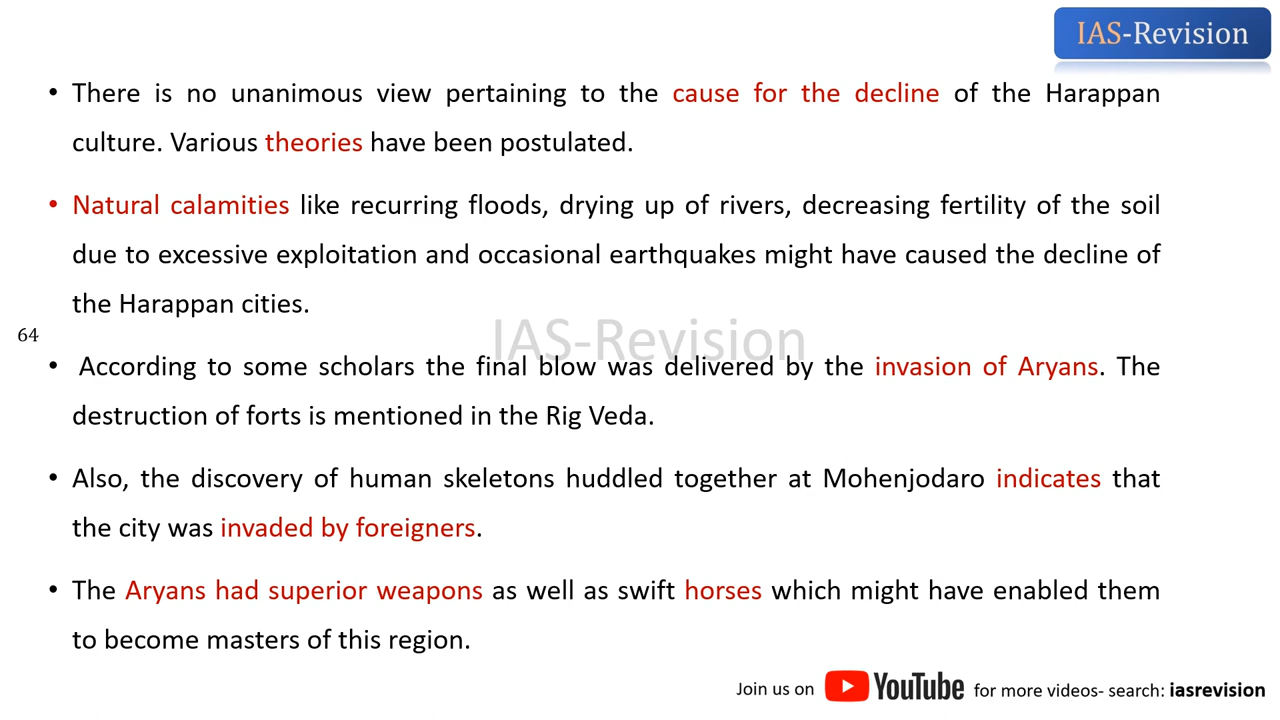 IAS-Revision
• There is no unanimous view pertaining to the cause for the decline of the Harappan
culture. Various theories have been postulated.
• Natural calamities like recurring floods, drying up of rivers, decreasing fertility of the soil
due to excessive exploitation and occasional earthquakes might have caused the decline of
the Harappan cities.
64
IAS-Revision
• According to some scholars the final blow was delivered by the invasion of Aryans. The
destruction of forts is mentioned in the Rig Veda.
• Also, the discovery of human skeletons huddled together at Mohenjodaro indicates that
the city was invaded by foreigners.
• The Aryans had superior weapons as well as swift horses which might have enabled them
to become masters of this region.
Join us on YouTube for more videos- search: iasrevision